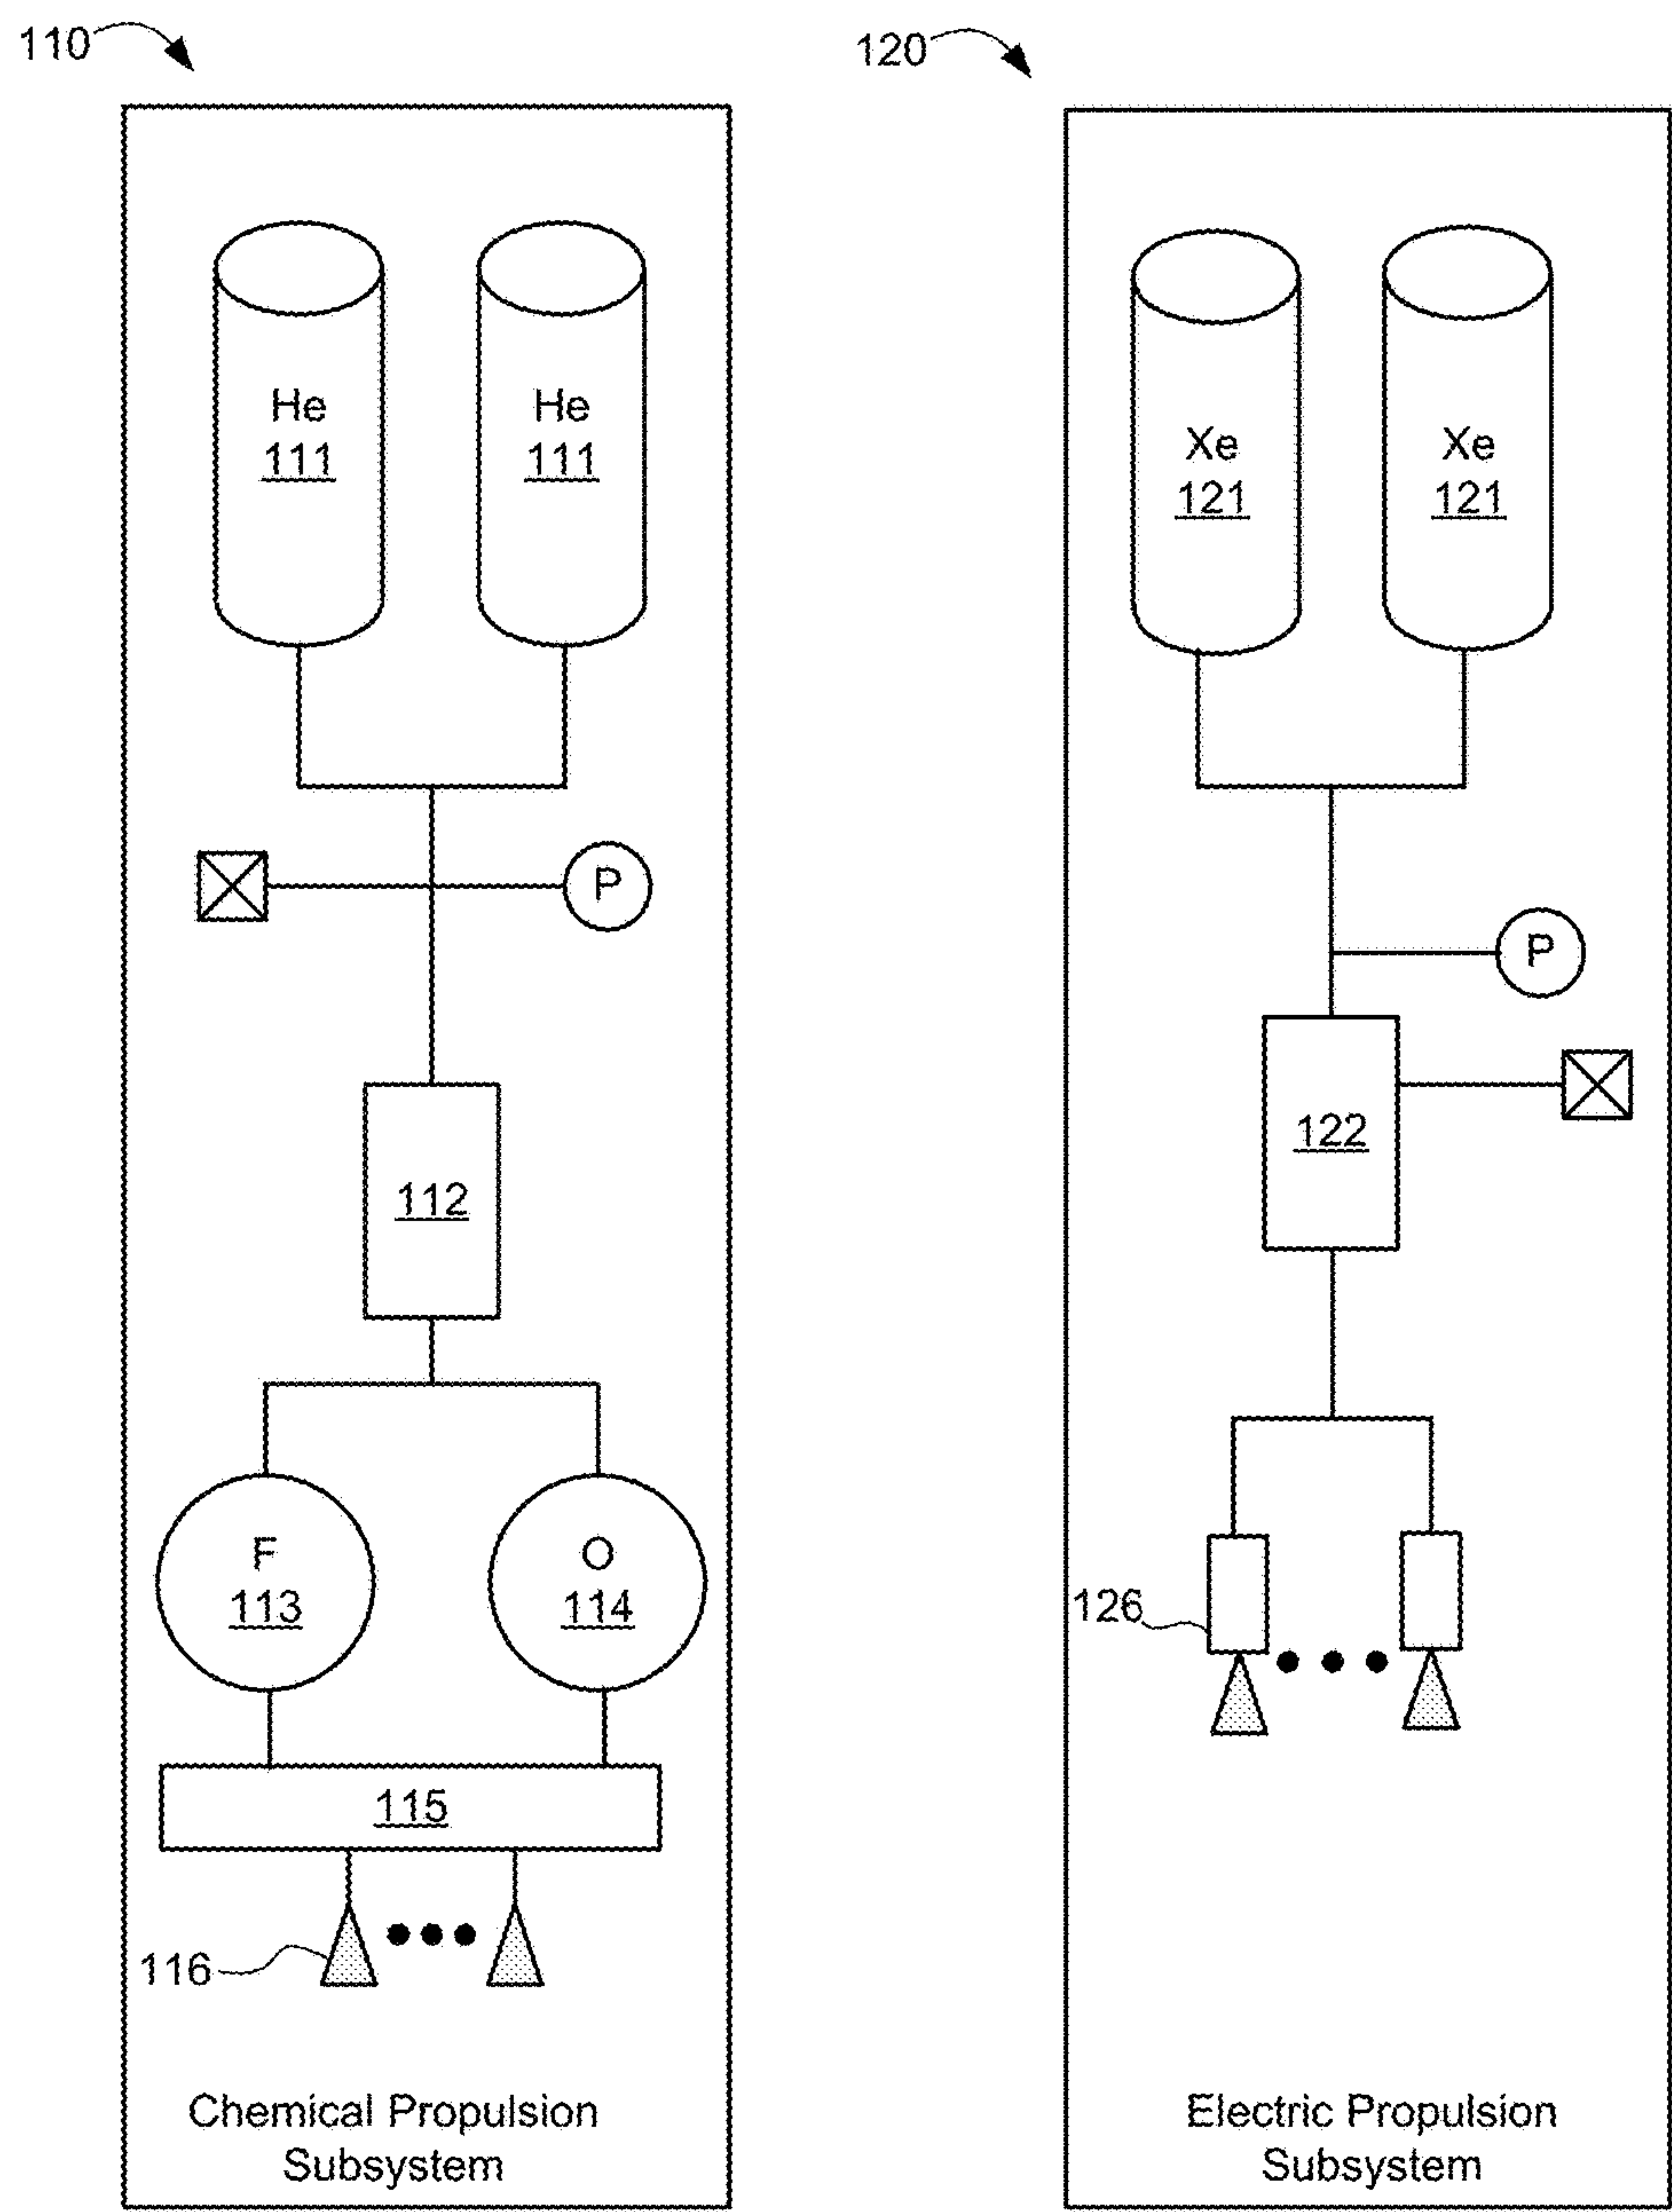 110
120
He
111
He
111
Xe
121
Xe
121
P
P
112
122
F
113
O
114
126
115
116
Chemical Propulsion
Subsystem
Electric Propulsion
Subsystem